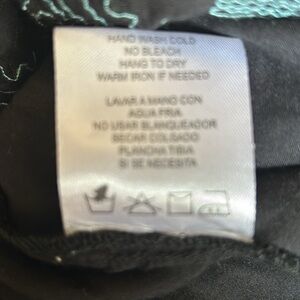 HAND WASH COLD
NO BLEACH
HANG TO DRY
WARM IRON IF NEEDED
LAVAR A MANO CON
AGUA FRIA
NO USAR BLANQUEADOR
SECAR COLGADO
PLANCHA TIBIA
SI SE NECESITA